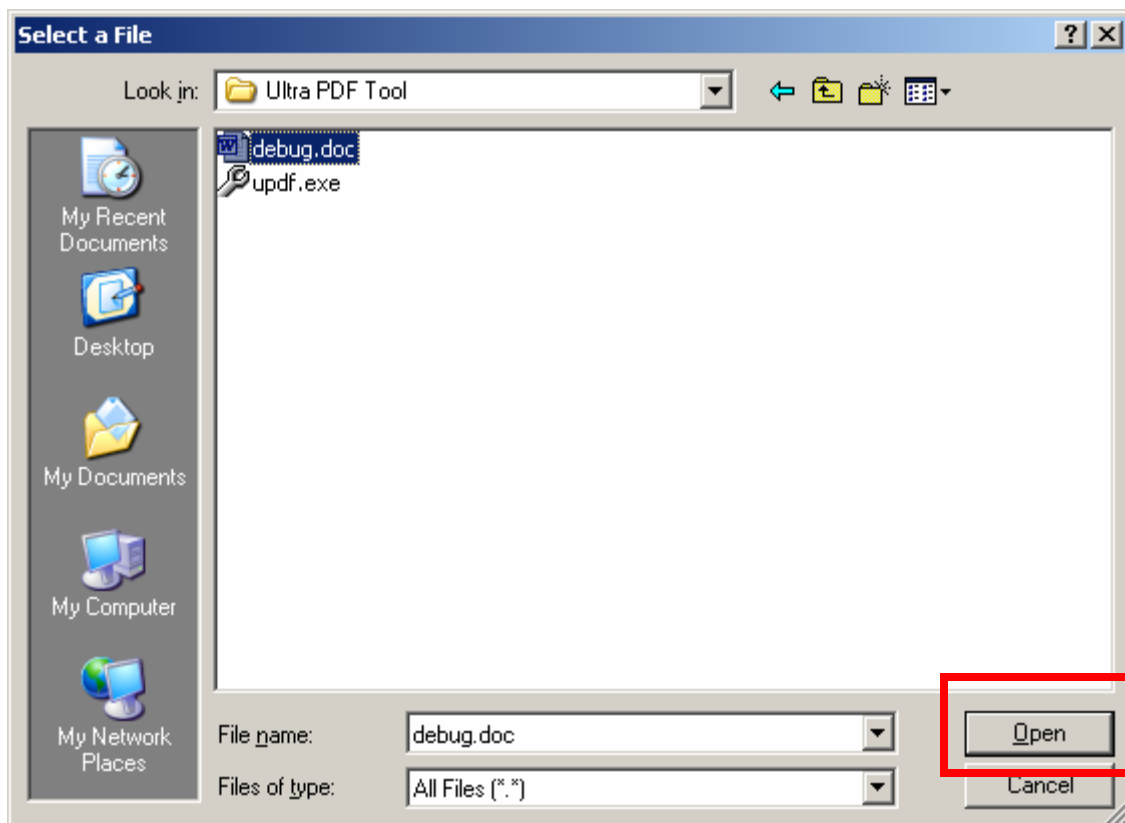 Select a File
Look in:
Ultra PDF Tool
debug.doc
updf.exe
My Recent
Documents
Desktop
My Documents
My Computer
My Network
Places
File name:
debug.doc
Open
Files of type:
All Files (*.*)
Cancel